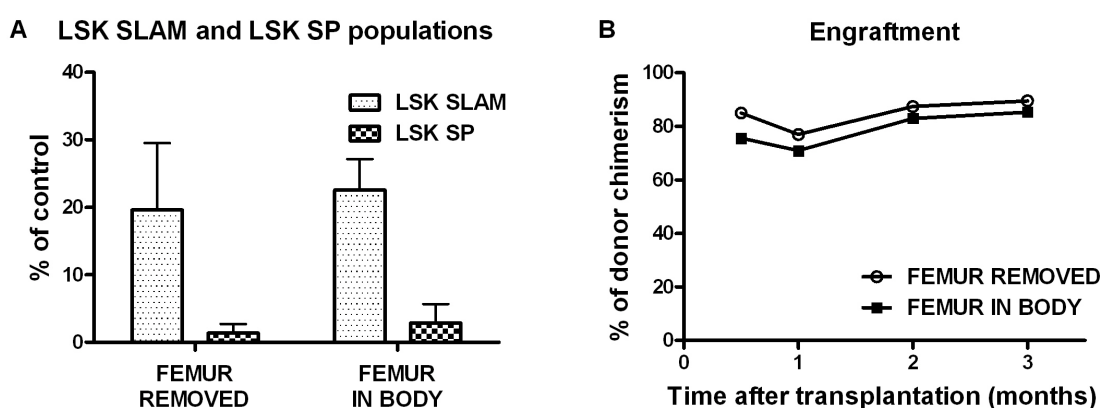 A
LSK SLAM and LSK SP populations
% of control
40
30
20
10
0
LSK SLAM
LSK SP
FEMUR
REMOVED
FEMUR
IN BODY
B
Engraftment
% of donor chimerism
100
80
60
40
20
0
FEMUR REMOVED
FEMUR IN BODY
0
1
2
3
Time after transplantation (months)